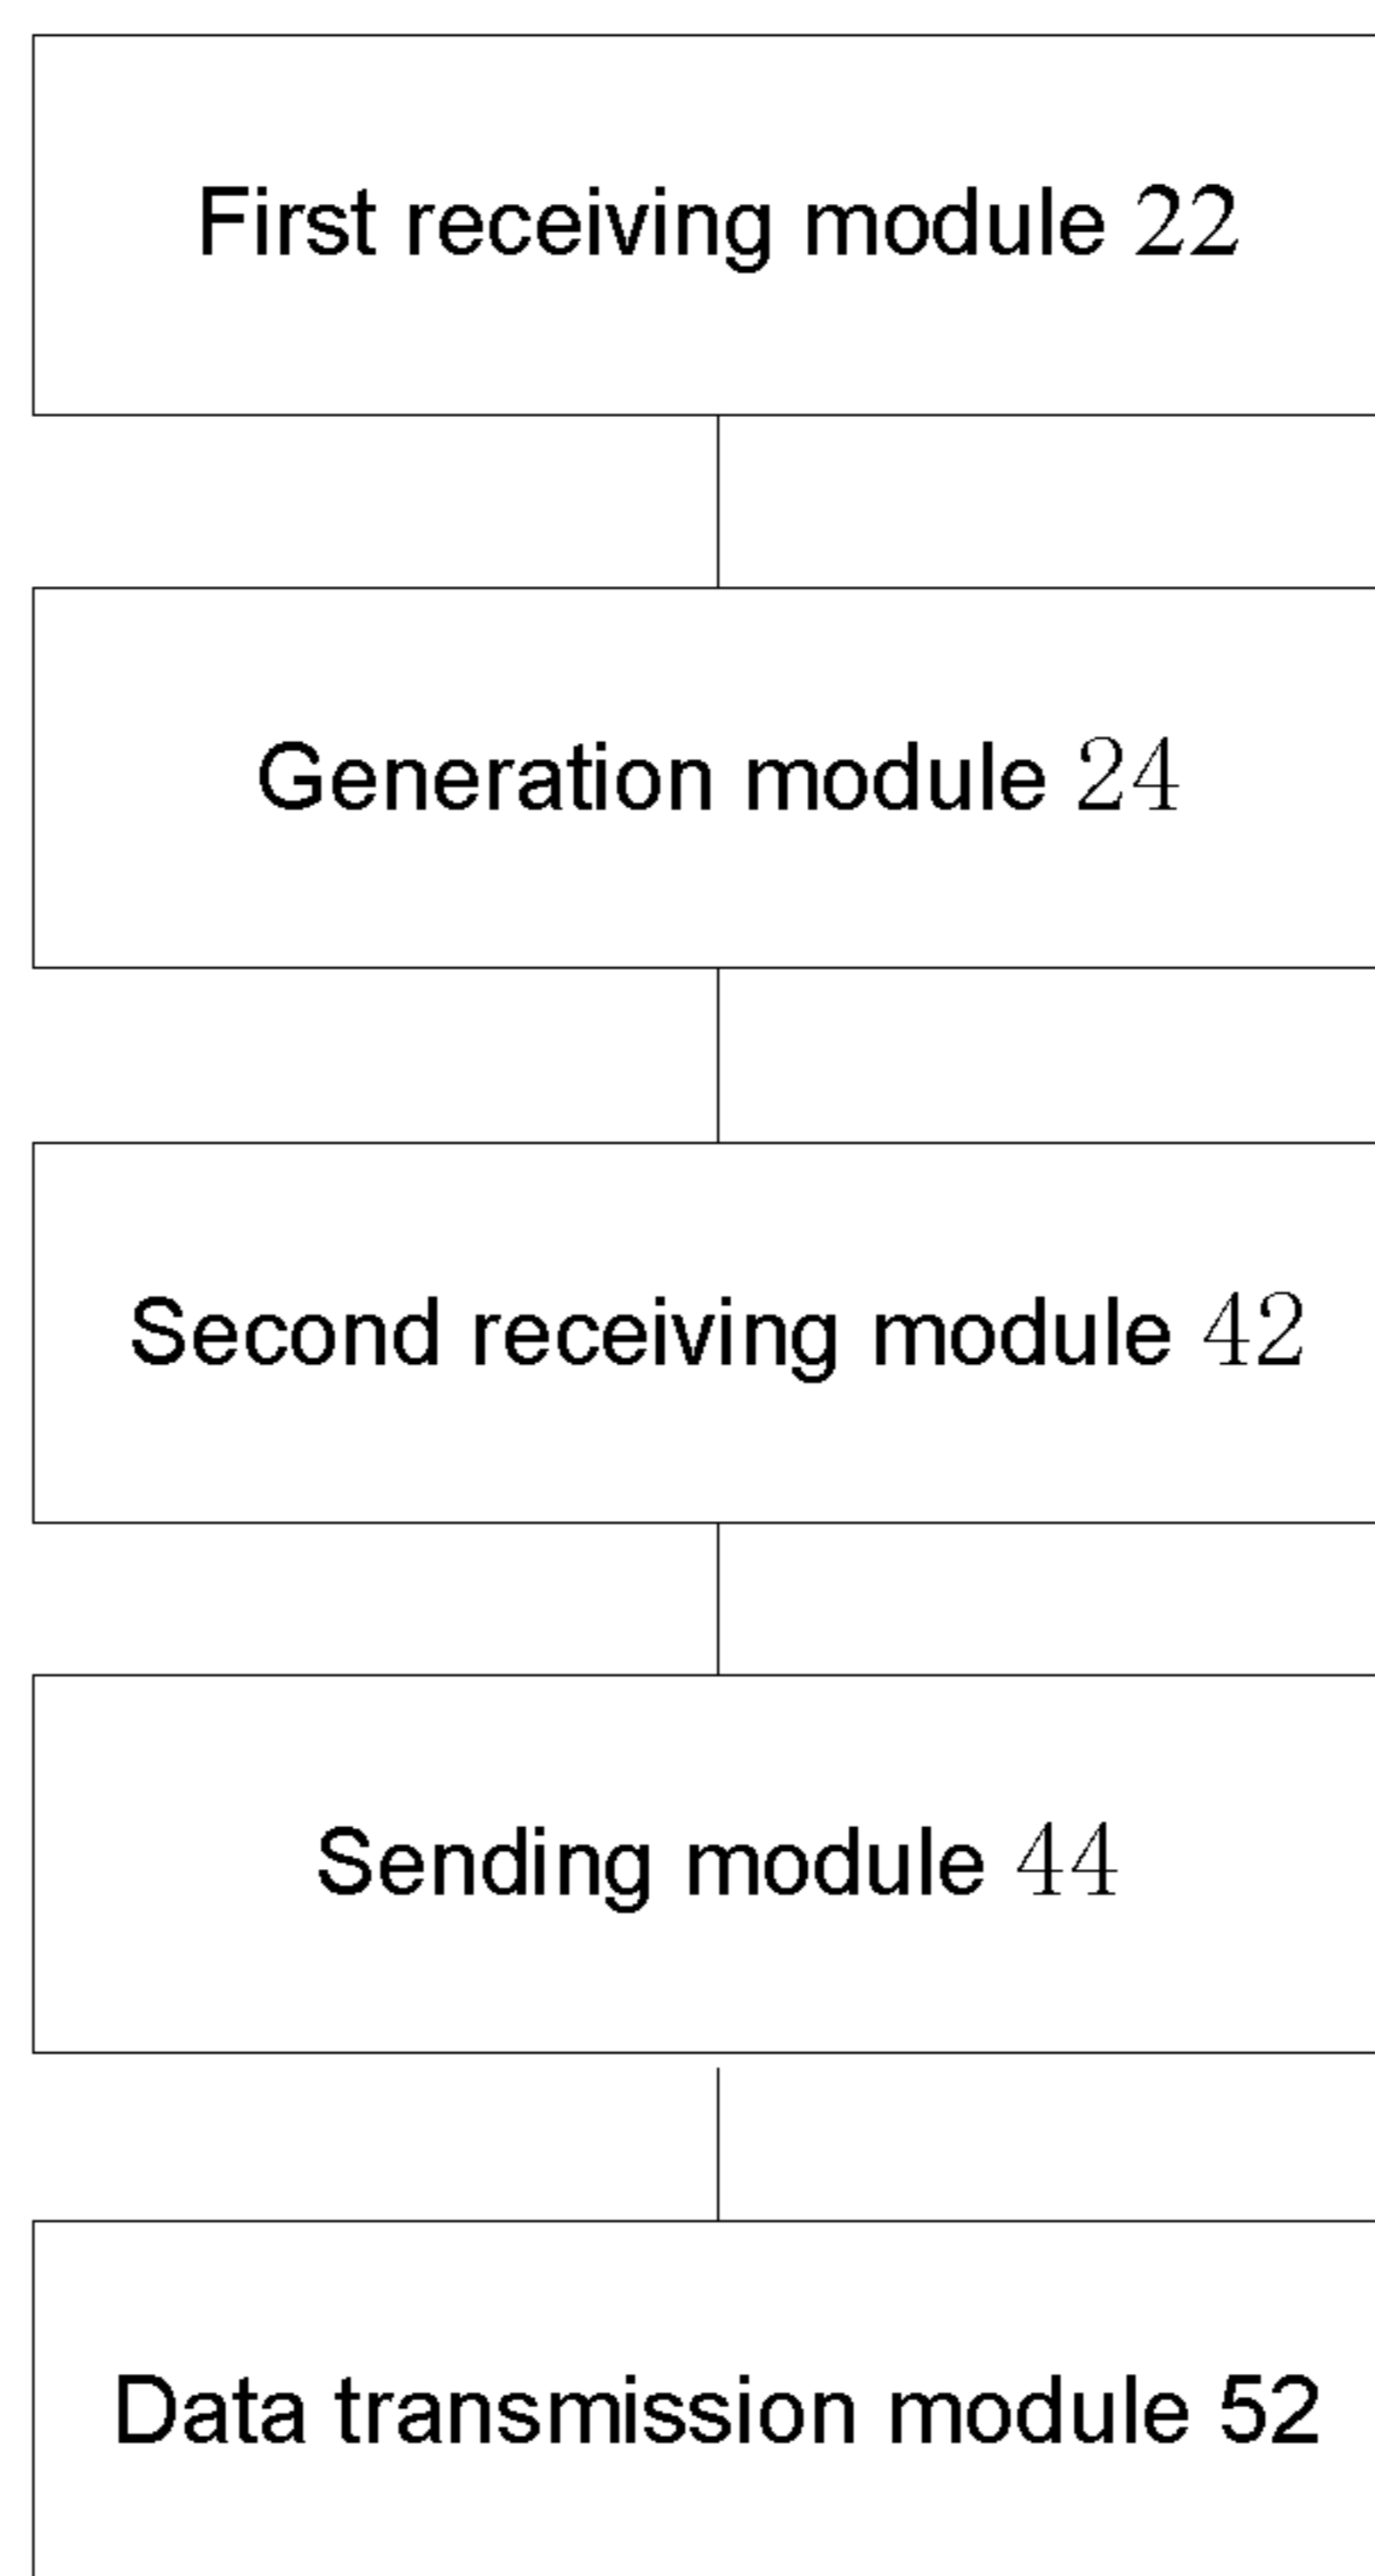 First receiving module 22
Generation module 24
Second receiving module 42
Sending module 44
Data transmission module 52